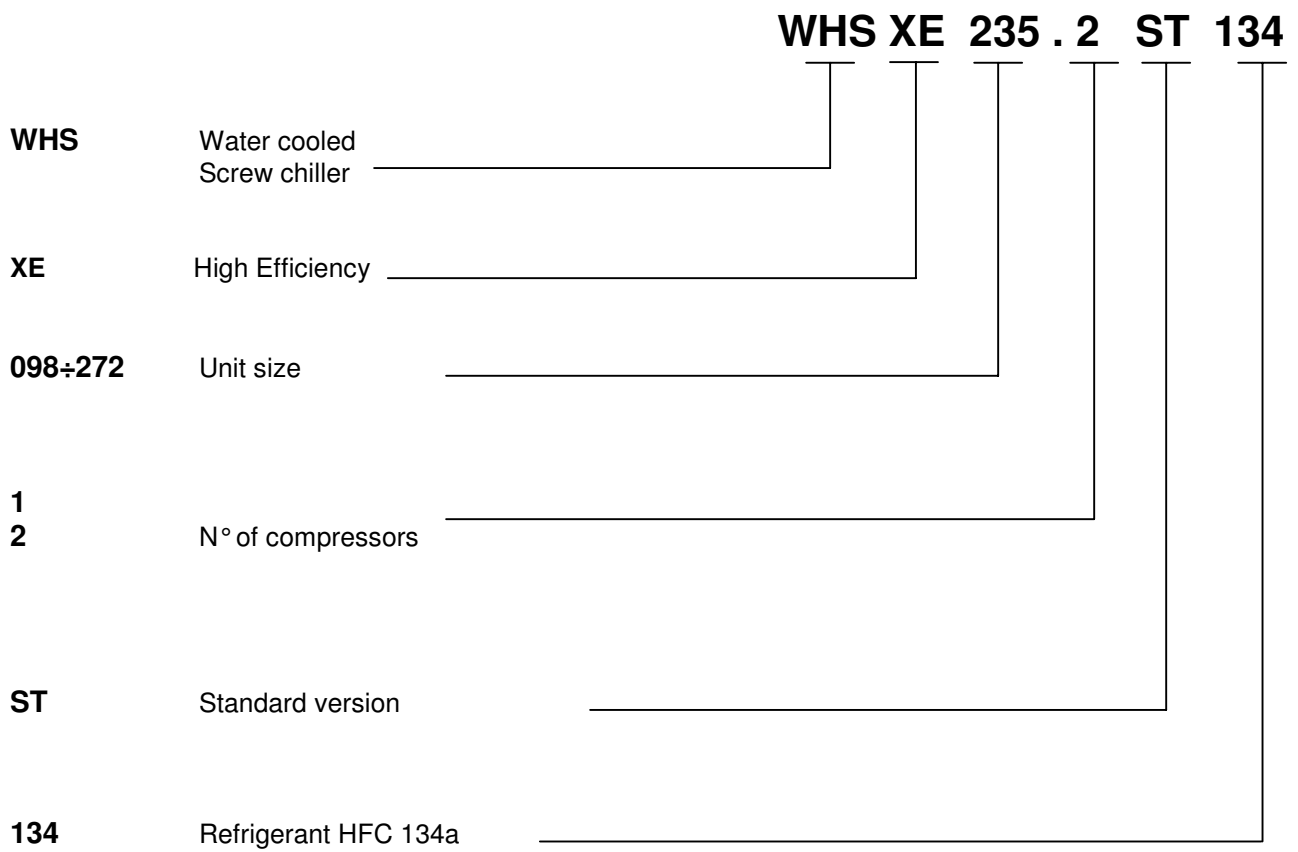 WHS XE 235 . 2 ST 134
WHS Water cooled
Screw chiller
XE High Efficiency
098÷272 Unit size
1
2 N° of compressors
ST Standard version
134 Refrigerant HFC 134a